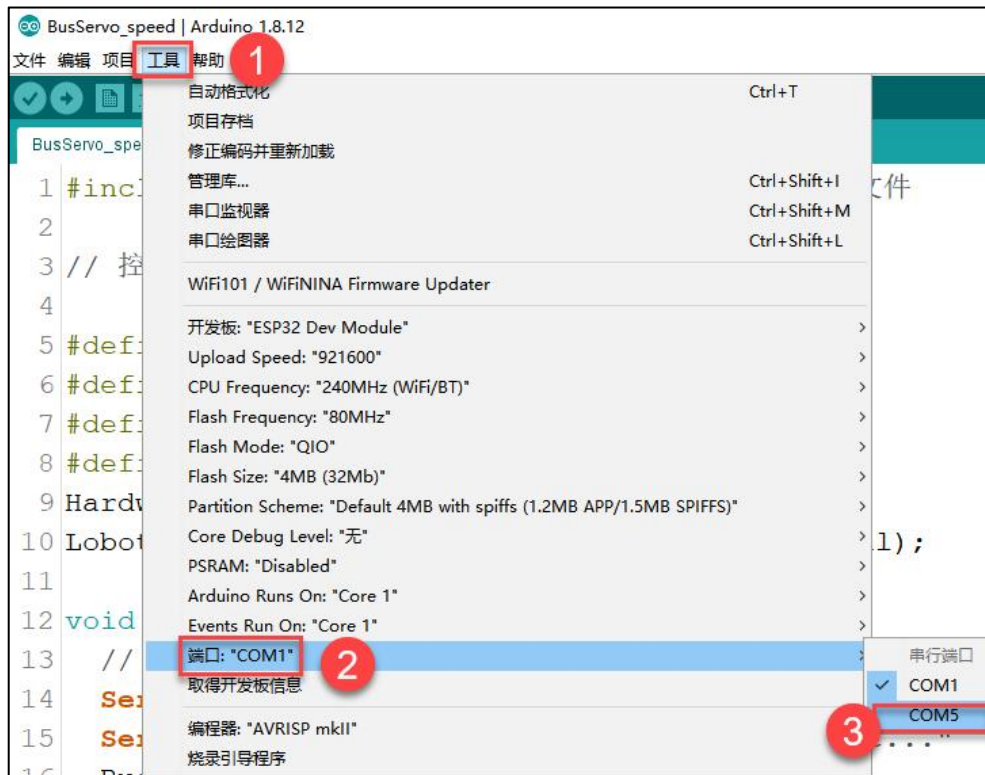 BusServo_speed | Arduino 1.8.12
文件 编辑 项目 工具 帮助
1
自动格式化 Ctrl+T
项目存档
BusServo_spe
修正编码并重新加载
管理库... Ctrl+Shift+I
串口监视器 Ctrl+Shift+M
串口绘图器 Ctrl+Shift+L
WiFi101 / WiFiNINA Firmware Updater
开发板: "ESP32 Dev Module"
Upload Speed: "921600"
CPU Frequency: "240MHz (WiFi/BT)"
Flash Frequency: "80MHz"
Flash Mode: "QIO"
Flash Size: "4MB (32Mb)"
Partition Scheme: "Default 4MB with spiffs (1.2MB APP/1.5MB SPIFFS)"
Core Debug Level: "无"
PSRAM: "Disabled"
Arduino Runs On: "Core 1"
Events Run On: "Core 1"
端口: "COM1"
2
取得开发板信息
编程器: "AVRISP mkII"
烧录引导程序
串行端口
COM1
COM5
3
1 #incl 文件
2
3 // 控
4
5 #defi
6 #defi
7 #defi
8 #defi
9 Hardw
10 Lobot l);
11
12 void
13 //
14 Ser
15 Ser ..."